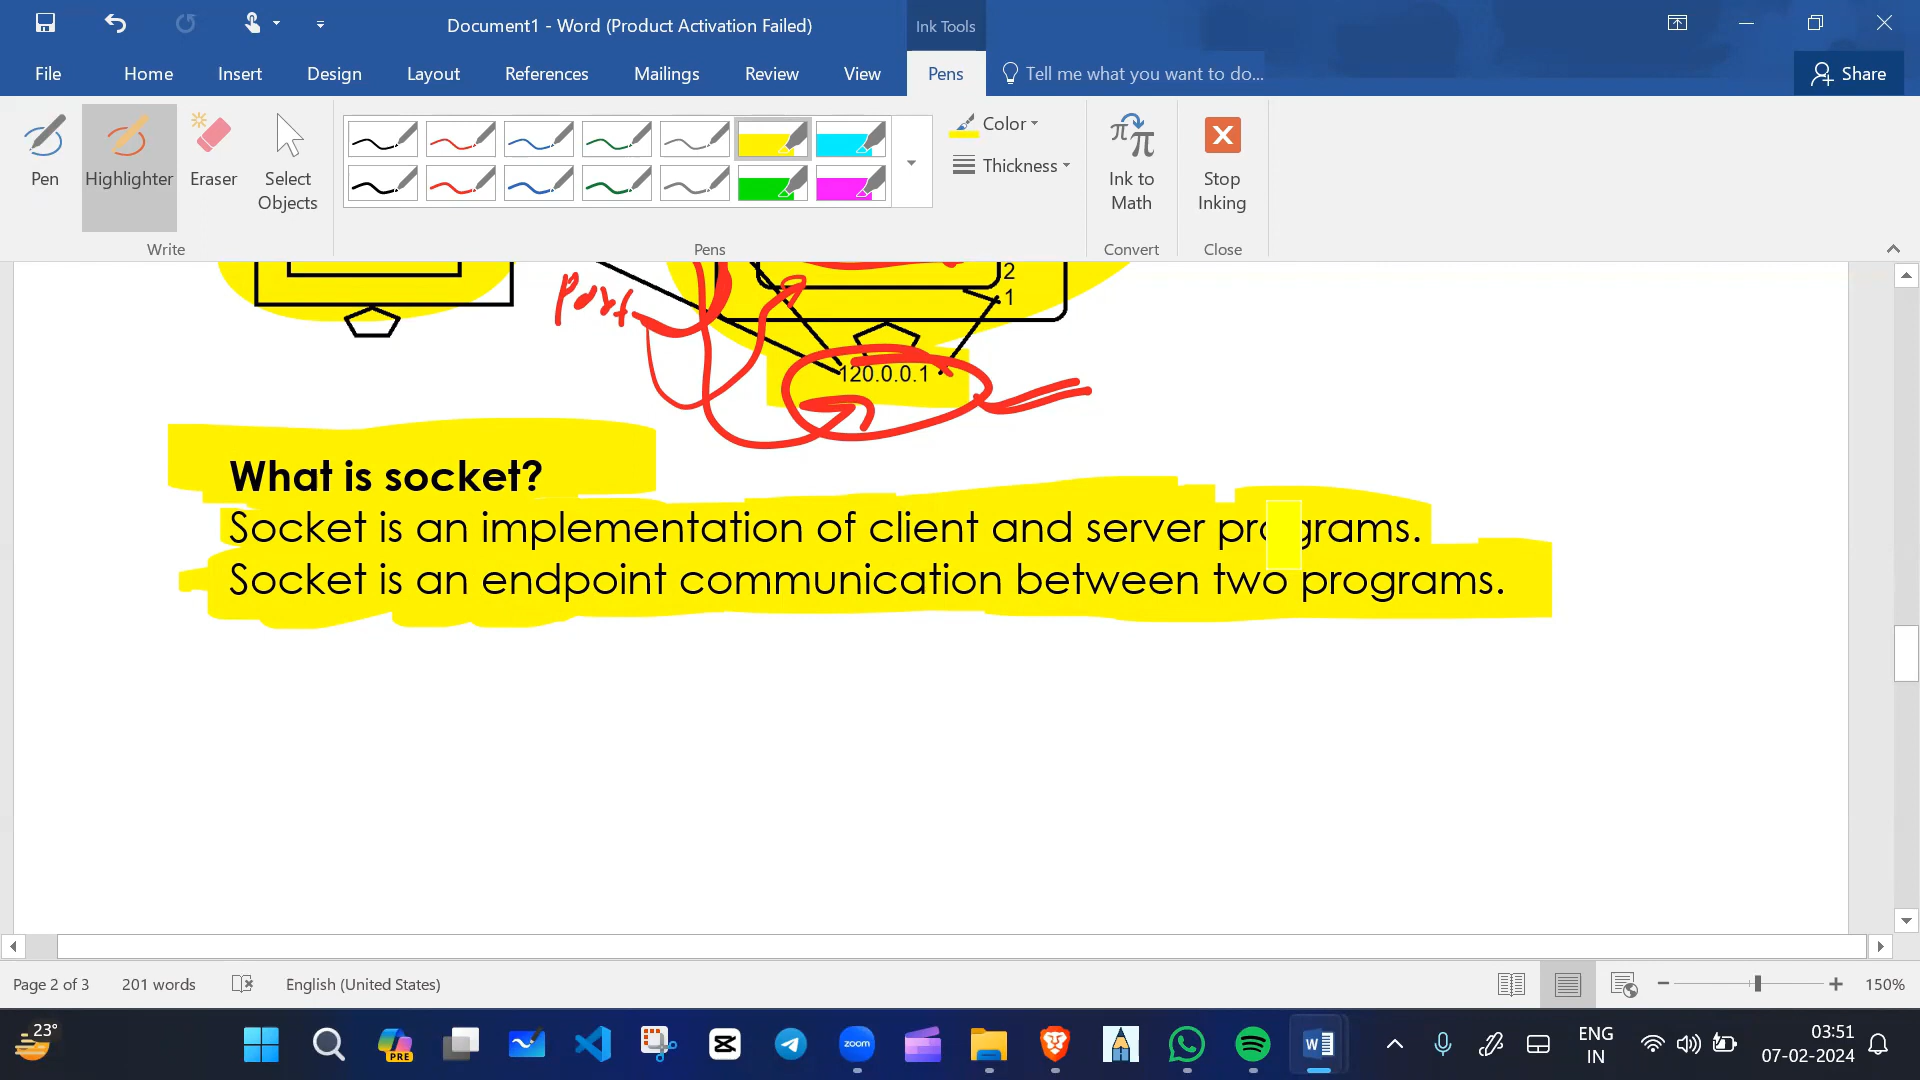 Document1 - Word (Product Activation Failed)
Ink Tools
File
Home
Insert
Design
Layout
References
Mailings
Review
View
Pens
Tell me what you want to do...
Share
Pen
Highlighter
Eraser
Select
Objects
Color
Thickness
Ink to
Math
Stop
Inking
Write
Pens
Convert
Close
2
1
Port
120.0.0.1
What is socket?
Socket is an implementation of client and server programs.
Socket is an endpoint communication between two programs.
Page 2 of 3
201 words
English (United States)
150%
23°
PRE
zoom
W
ENG
IN
03:51
07-02-2024